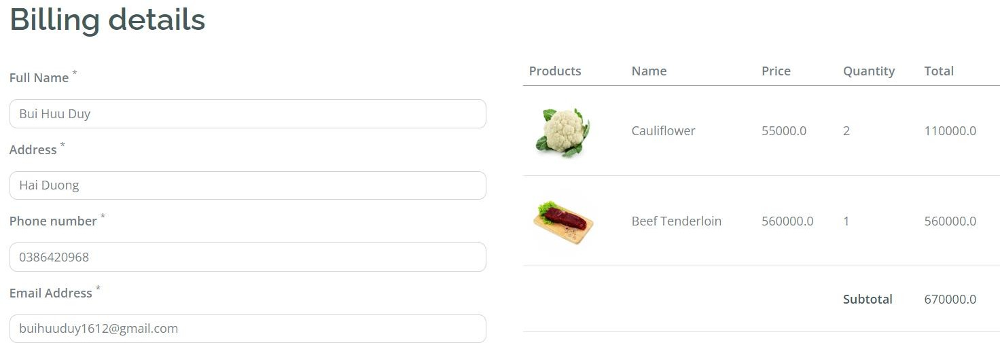 Billing details
Full Name *
Bui Huu Duy
Address *
Hai Duong
Phone number *
0386420968
Email Address *
buihuuduy1612@gmail.com
Products Name Price Quantity Total
Cauliflower 55000.0 2 110000.0
Beef Tenderloin 560000.0 1 560000.0
Subtotal 670000.0